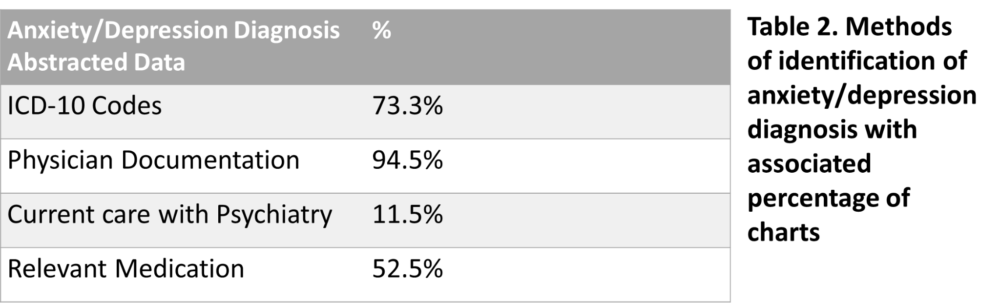 Anxiety/Depression Diagnosis %
Abstracted Data
ICD-10 Codes 73.3%
Physician Documentation 94.5%
Current care with Psychiatry 11.5%
Relevant Medication 52.5%
Table 2. Methods
of identification of
anxiety/depression
diagnosis with
associated
percentage of
charts